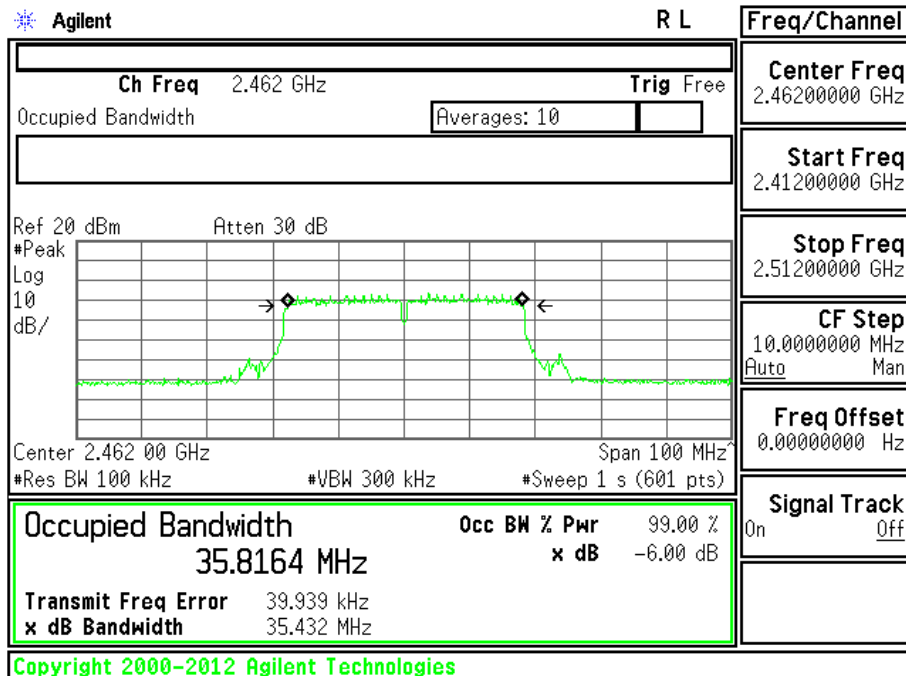 Agilent R L Freq/Channel
Ch Freq 2.462 GHz Trig Free
Occupied Bandwidth Averages: 10
Center Freq
2.46200000 GHz
Start Freq
2.41200000 GHz
Ref 20 dBm Atten 30 dB
#Peak
Log
10
dB/
Stop Freq
2.51200000 GHz
CF Step
10.0000000 MHz
Auto Man
Freq Offset
0.00000000 Hz
Center 2.462 00 GHz Span 100 MHz^
#Res BW 100 kHz #VBW 300 kHz #Sweep 1 s (601 pts)
Signal Track
On Off
Occupied Bandwidth Occ BW % Pwr 99.00 %
35.8164 MHz x dB -6.00 dB
Transmit Freq Error 39.939 kHz
x dB Bandwidth 35.432 MHz
Copyright 2000-2012 Agilent Technologies